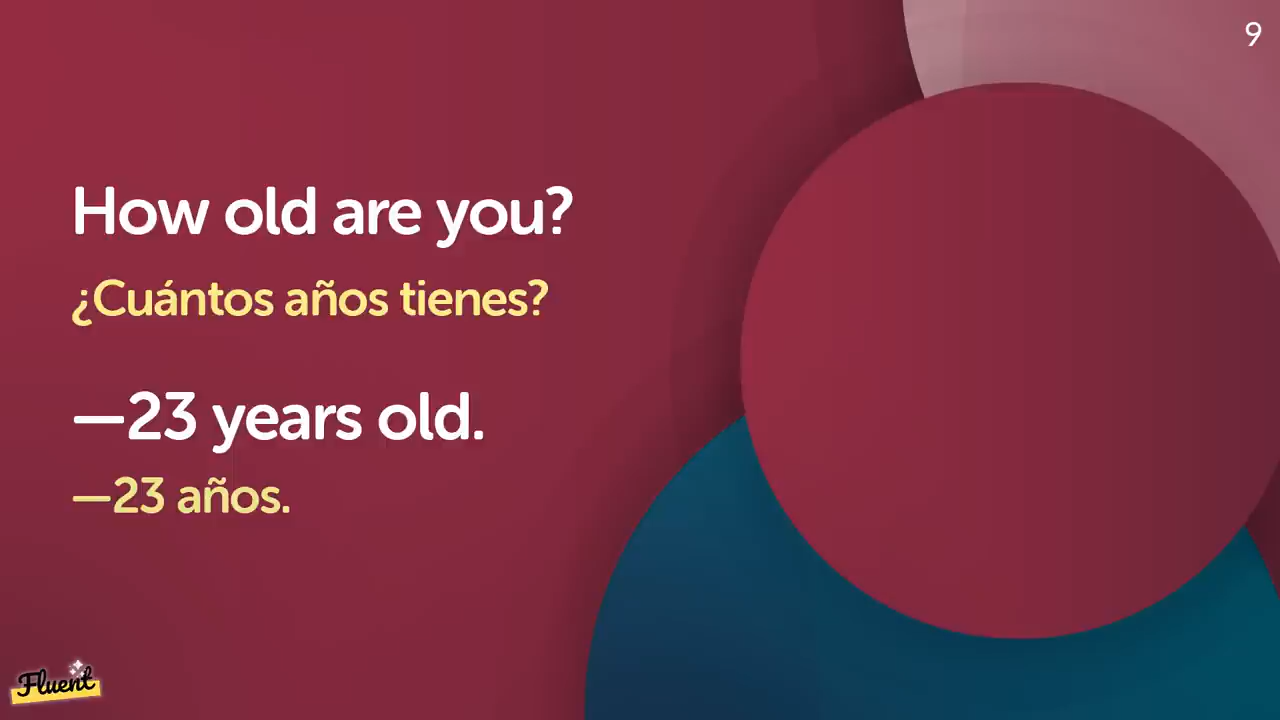 9
How old are you?
¿Cuántos años tienes?
—23 years old.
—23 años.
Fluent